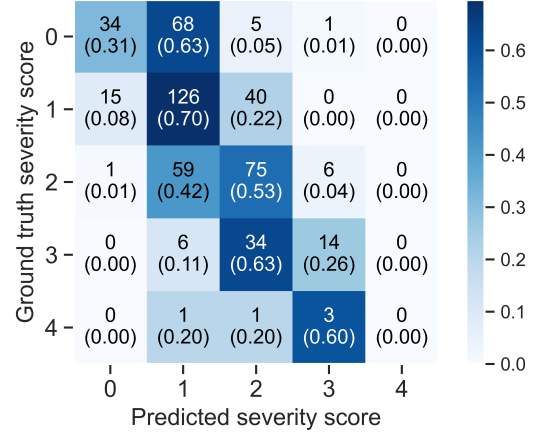 0 34 68 5 1 0
(0.31) (0.63) (0.05) (0.01) (0.00)
1 15 126 40 0 0
(0.08) (0.70) (0.22) (0.00) (0.00)
2 1 59 75 6 0
(0.01) (0.42) (0.53) (0.04) (0.00)
3 0 6 34 14 0
(0.00) (0.11) (0.63) (0.26) (0.00)
4 0 1 1 3 0
(0.00) (0.20) (0.20) (0.60) (0.00)
0 1 2 3 4
Predicted severity score
Ground truth severity score
0.6
0.5
0.4
0.3
0.2
0.1
0.0